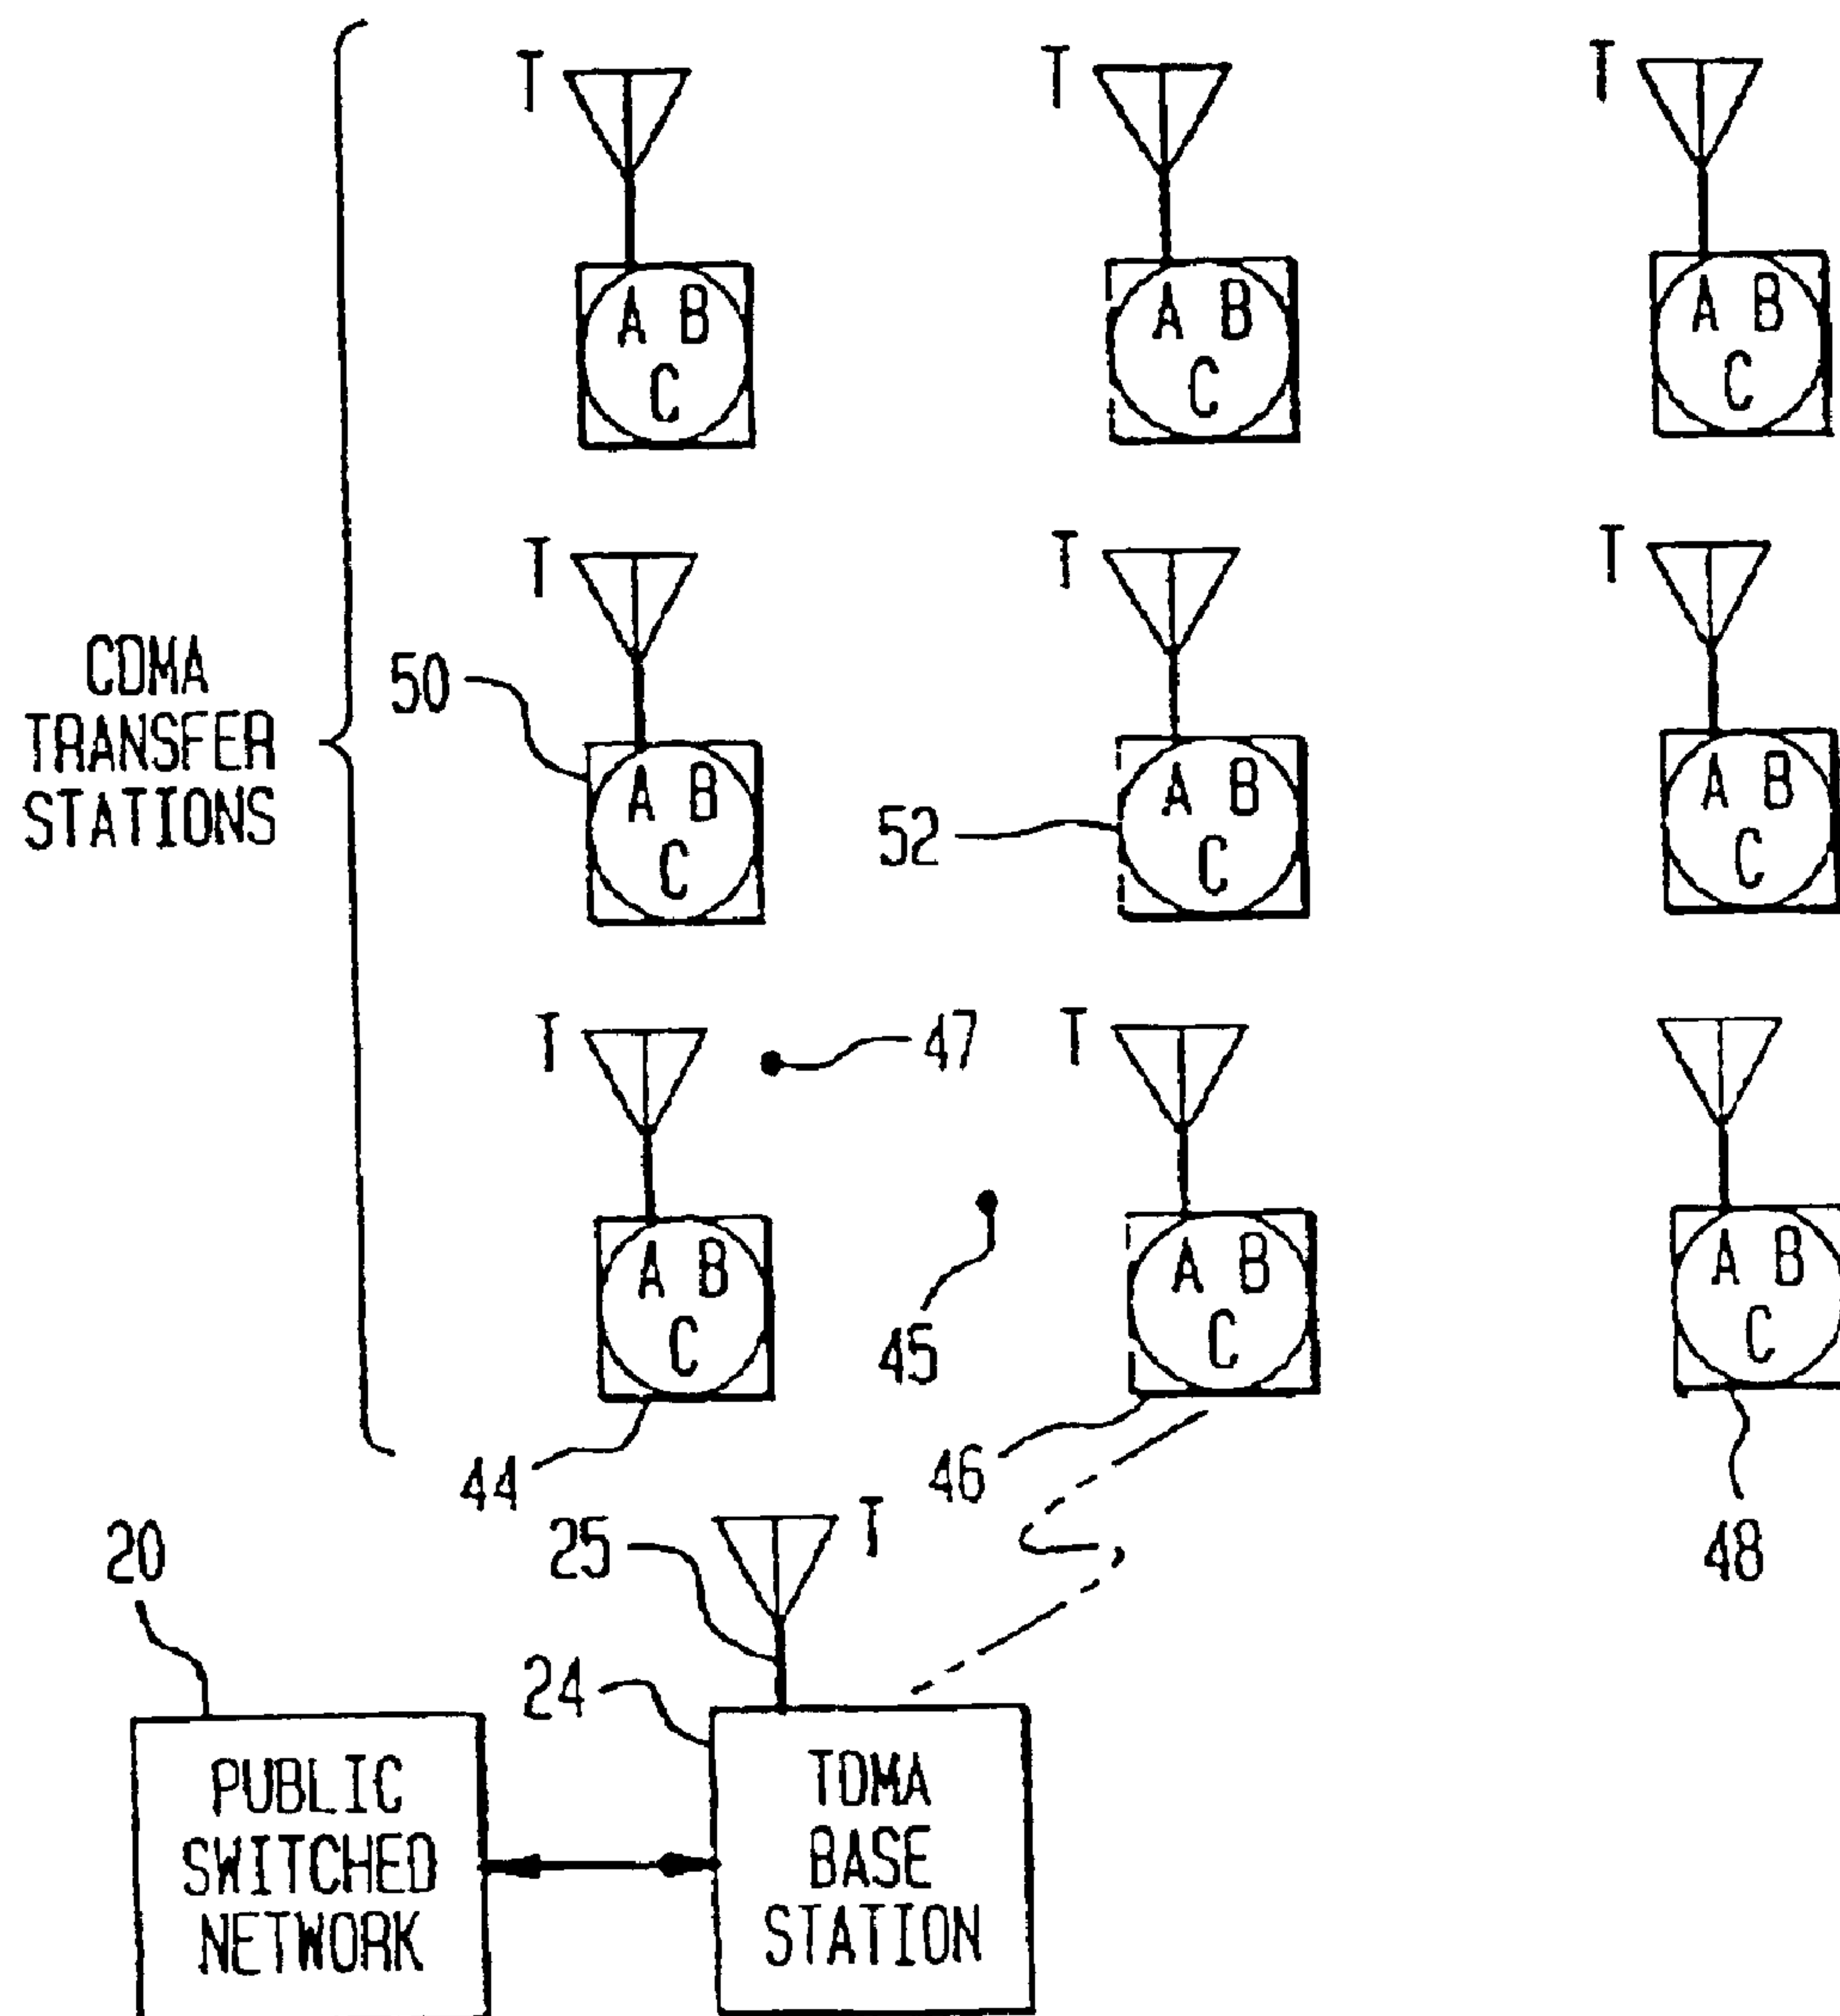 T T T
A B A B A B
C C C
T T T
CDMA
TRANSFER
STATIONS
50
A B A B A B
52
C C C
T 47 T
A B A B A B
45
C C C
44 46 48
20 25 T
24
PUBLIC
SWITCHED
NETWORK
TDMA
BASE
STATION